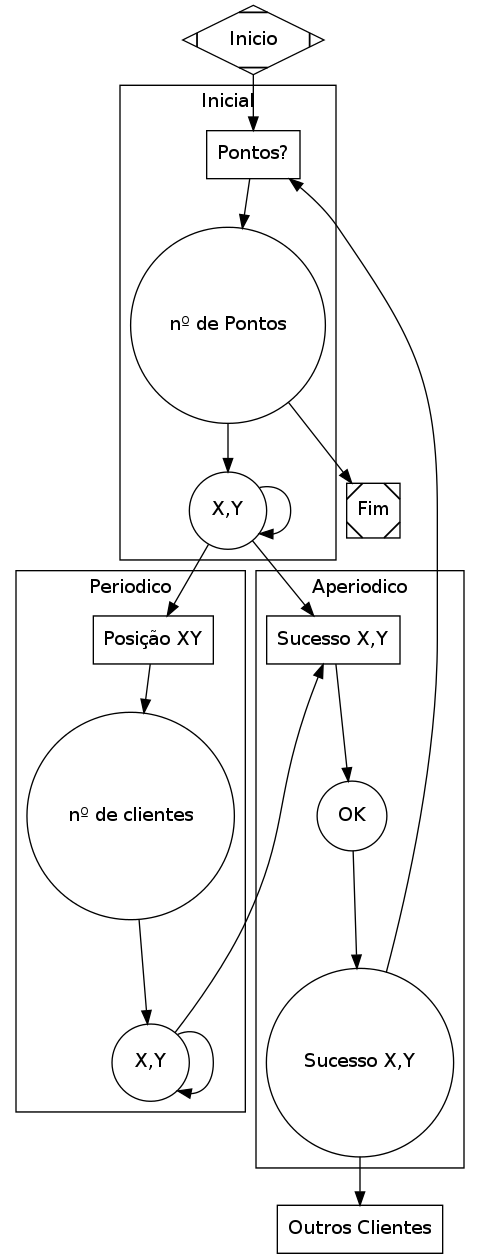 Inicio
Inicial
Pontos?
nº de Pontos
X,Y
Fim
Periodico
Aperiodico
Posição XY
Sucesso X,Y
nº de clientes
OK
X,Y
Sucesso X,Y
Outros Clientes